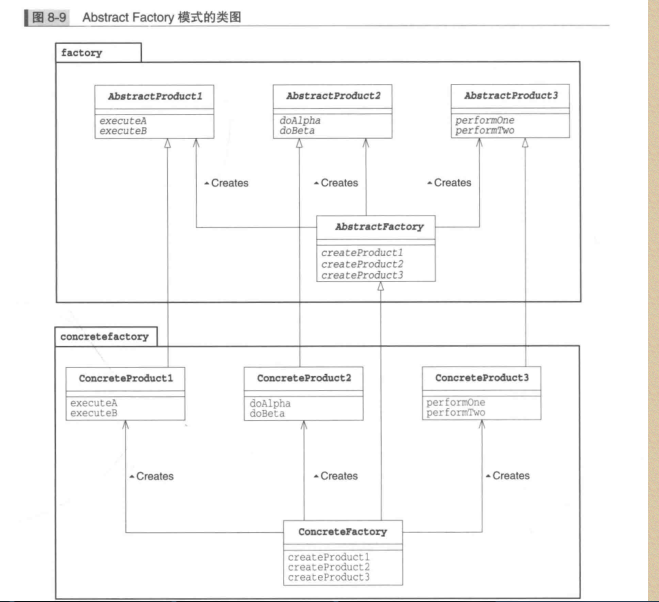 图 8-9 Abstract Factory 模式的类图
factory
AbstractProduct1
executeA
executeB
AbstractProduct2
doAlpha
doBeta
AbstractProduct3
performOne
performTwo
Creates
Creates
Creates
AbstractFactory
createProduct1
createProduct2
createProduct3
concretefactory
ConcreteProduct1
executeA
executeB
ConcreteProduct2
doAlpha
doBeta
ConcreteProduct3
performOne
performTwo
Creates
Creates
Creates
ConcreteFactory
createProduct1
createProduct2
createProduct3